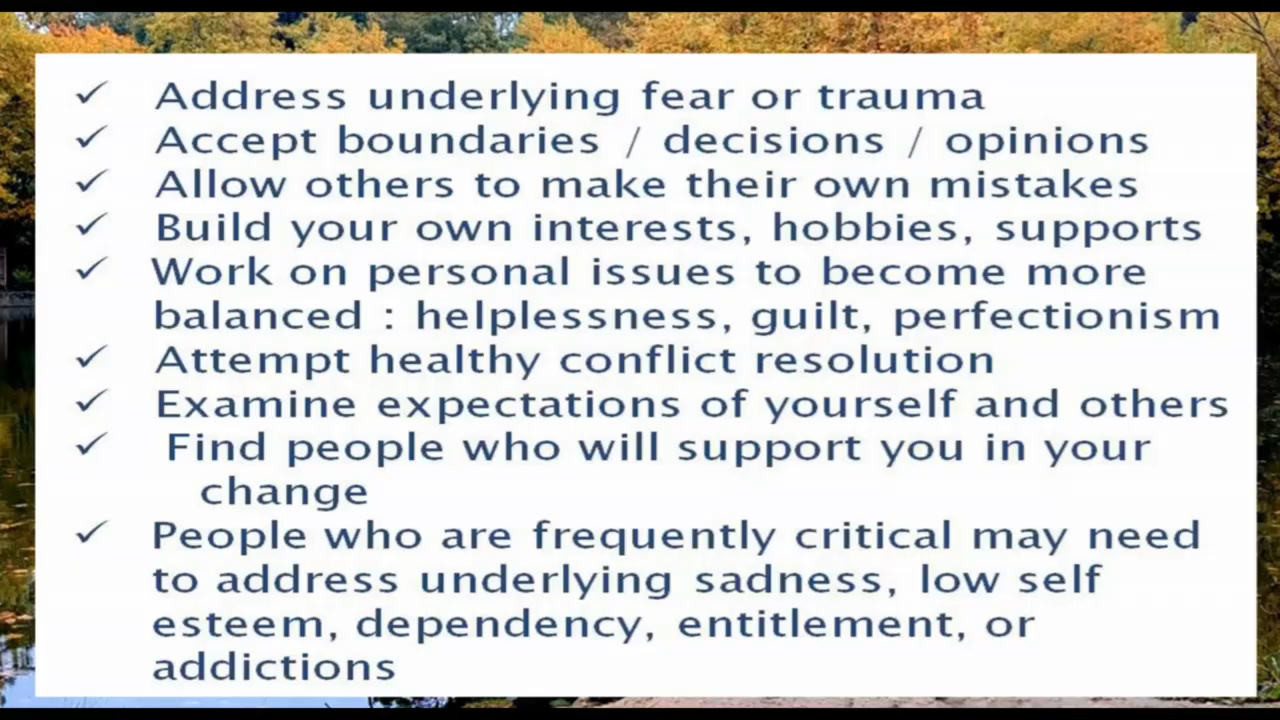 ✓ Address underlying fear or trauma
✓ Accept boundaries / decisions / opinions
✓ Allow others to make their own mistakes
✓ Build your own interests, hobbies, supports
✓ Work on personal issues to become more
balanced : helplessness, guilt, perfectionism
✓ Attempt healthy conflict resolution
✓ Examine expectations of yourself and others
✓ Find people who will support you in your
change
✓ People who are frequently critical may need
to address underlying sadness, low self
esteem, dependency, entitlement, or
addictions